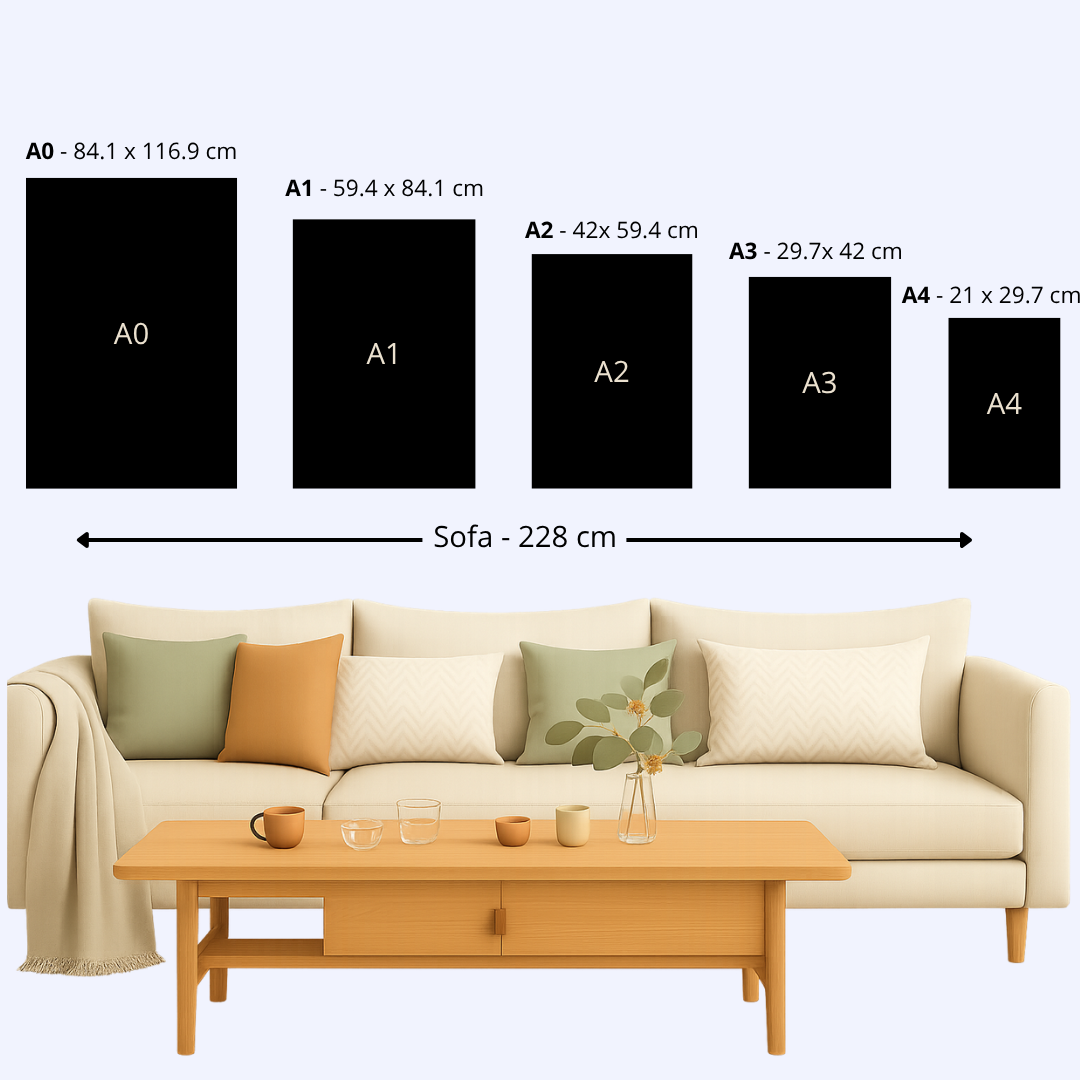 A0 - 84.1 x 116.9 cm
A1 - 59.4 x 84.1 cm
A2 - 42x 59.4 cm
A3 - 29.7x 42 cm
A4 - 21 x 29.7 cm
A0
A1
A2
A3
A4
Sofa - 228 cm